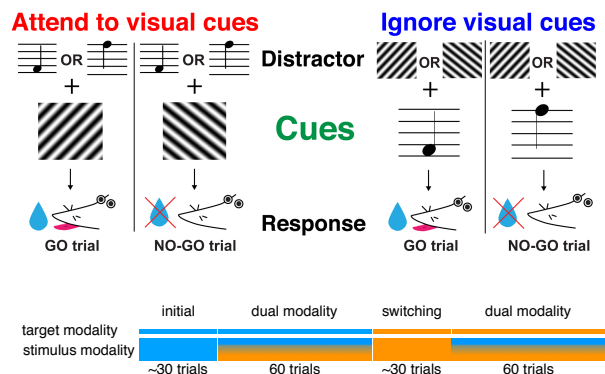 Attend to visual cues
Ignore visual cues
OR
OR
Distractor
OR
OR
+
+
+
+
Cues
Response
GO trial
NO-GO trial
GO trial
NO-GO trial
initial
dual modality
switching
dual modality
target modality
stimulus modality
~30 trials
60 trials
~30 trials
60 trials